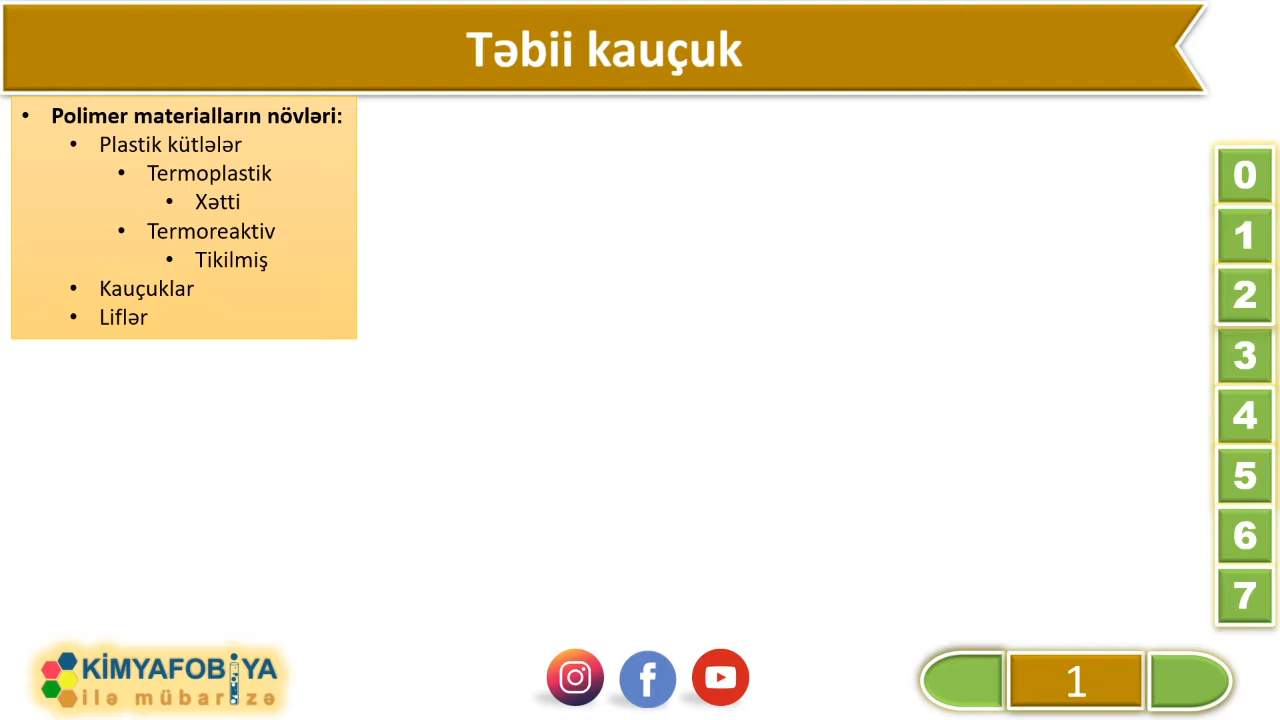 Təbii kauçuk
• Polimer materialların növləri:
• Plastik kütlələr
• Termoplastik
• Xətti
• Termoreaktiv
• Tikilmiş
• Kauçuklar
• Liflər
0
1
2
3
4
5
6
7
KİMYAFOBİYA
ilə mübarizə
1